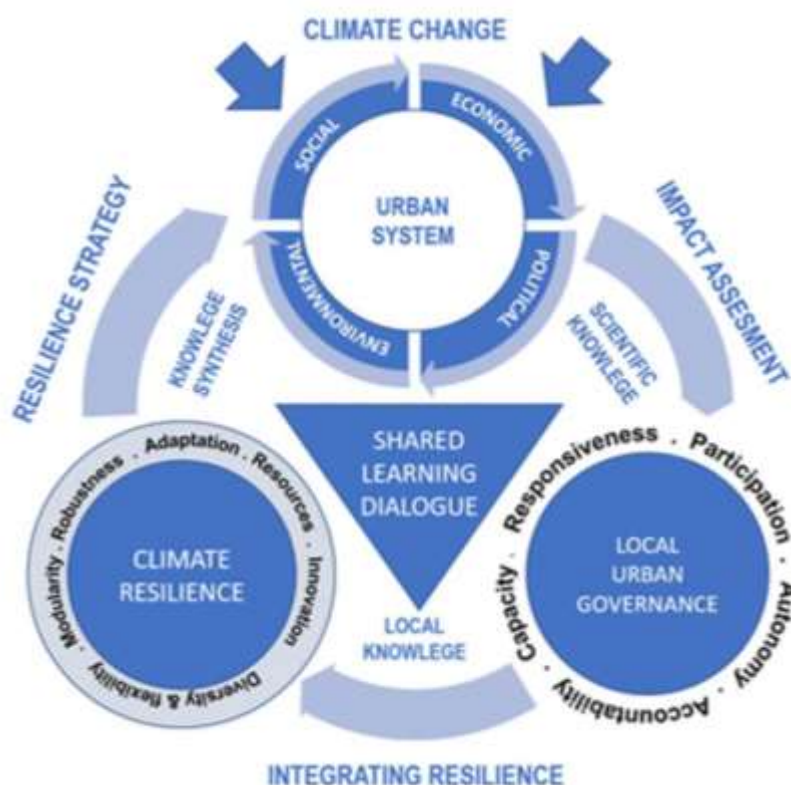 CLIMATE CHANGE
SOCIAL
ECONOMIC
URBAN
SYSTEM
ENVIRONMENTAL
POLITICAL
RESILIENCE STRATEGY
KNOWLEGE
SYNTHESIS
IMPACT ASSESMENT
SCIENTIFIC
KNOWLEGE
SHARED
LEARNING
DIALOGUE
Modularity . Robustness . Adaptation . Resources . Innovation
Diversity & flexibility .
CLIMATE
RESILIENCE
Capacity . Responsiveness . Participation . Autonomy . Accountability .
LOCAL
URBAN
GOVERNANCE
LOCAL
KNOWLEGE
INTEGRATING RESILIENCE